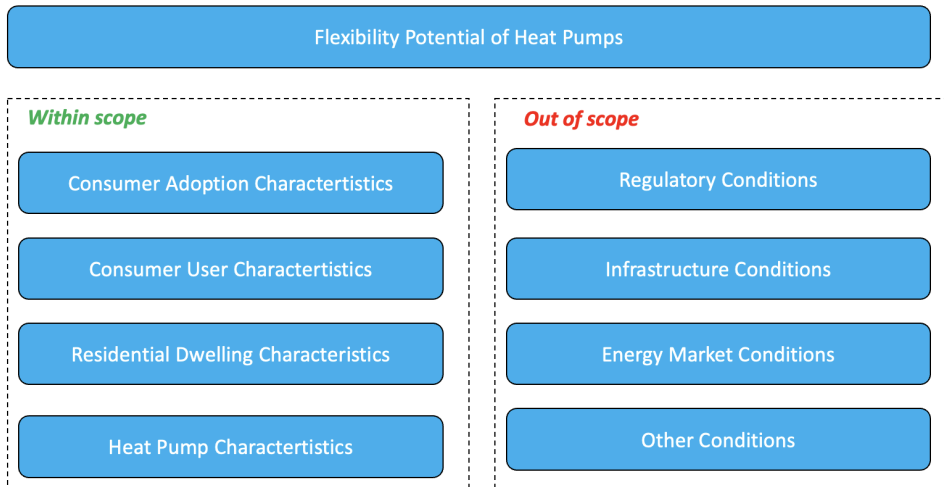 Flexibility Potential of Heat Pumps
Within scope
Consumer Adoption Charactertistics
Consumer User Charactertistics
Residential Dwelling Characteristics
Heat Pump Charactertistics
Out of scope
Regulatory Conditions
Infrastructure Conditions
Energy Market Conditions
Other Conditions